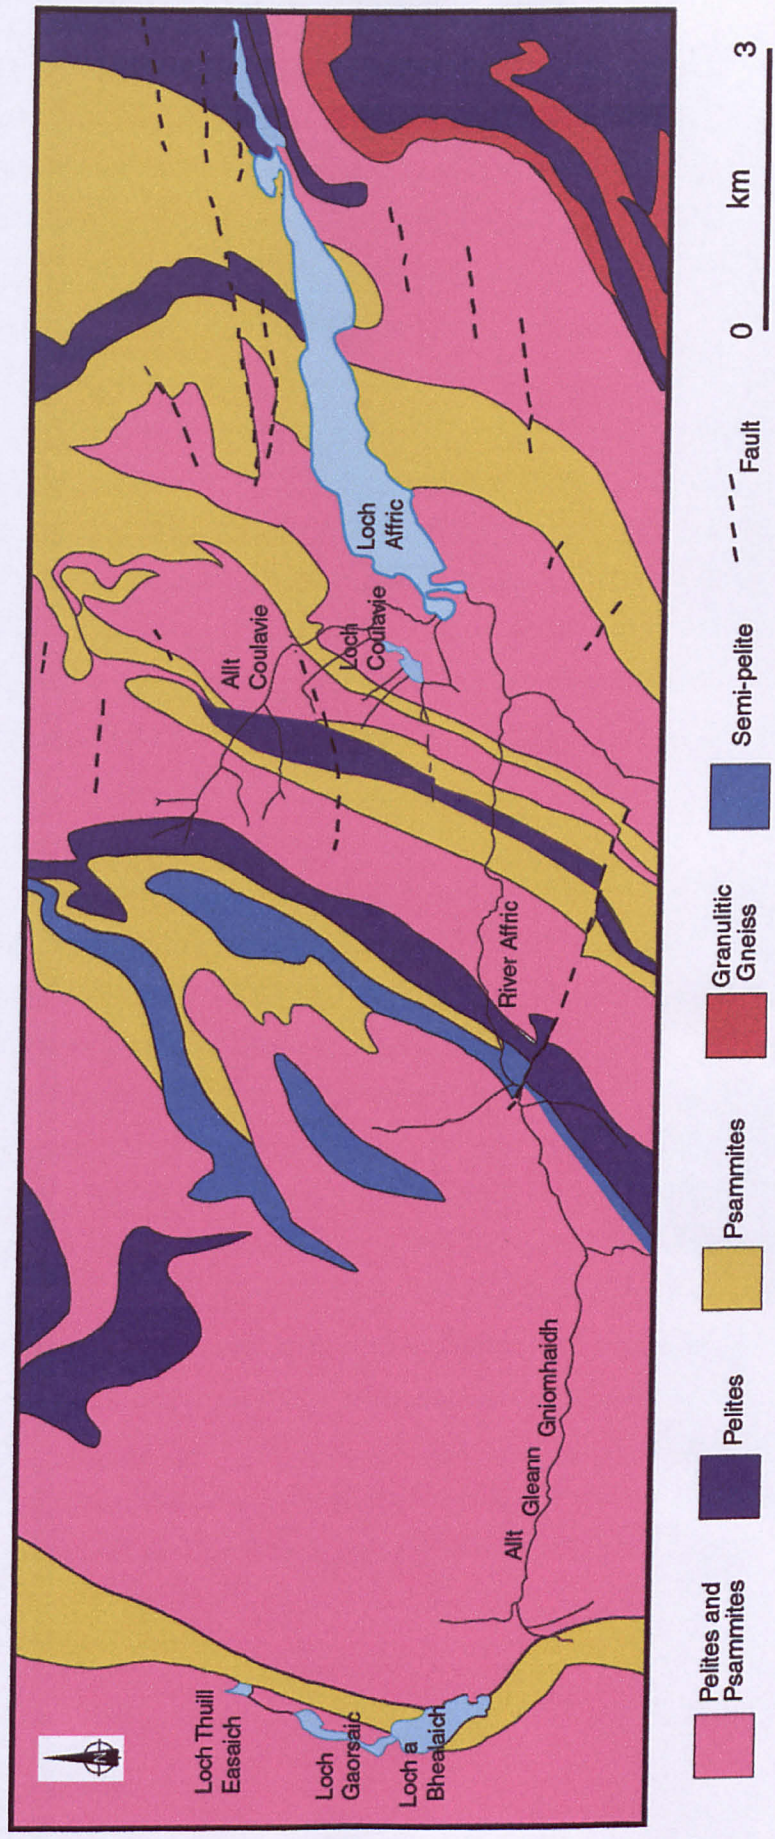 N
Loch Thuill
Easaich
Loch
Gaorsaic
Loch a
Bhealaich
Allt
Gleann
Gniomhaidh
River Affric
Allt
Coulavie
Loch
Coulavie
Loch
Affric
Pelites and
Psammites
Pelites
Psammites
Granulitic
Gneiss
Semi-pelite
Fault
0
km
3